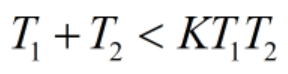 T₁ + T₂ < KT₁T₂